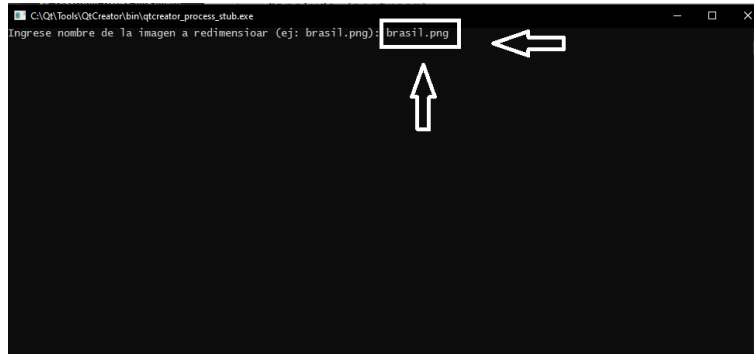 C:\Qt\Tools\QtCreator\bin\qtcreator_process_stub.exe
Ingrese nombre de la imagen a redimensioar (ej: brasil.png): brasil.png